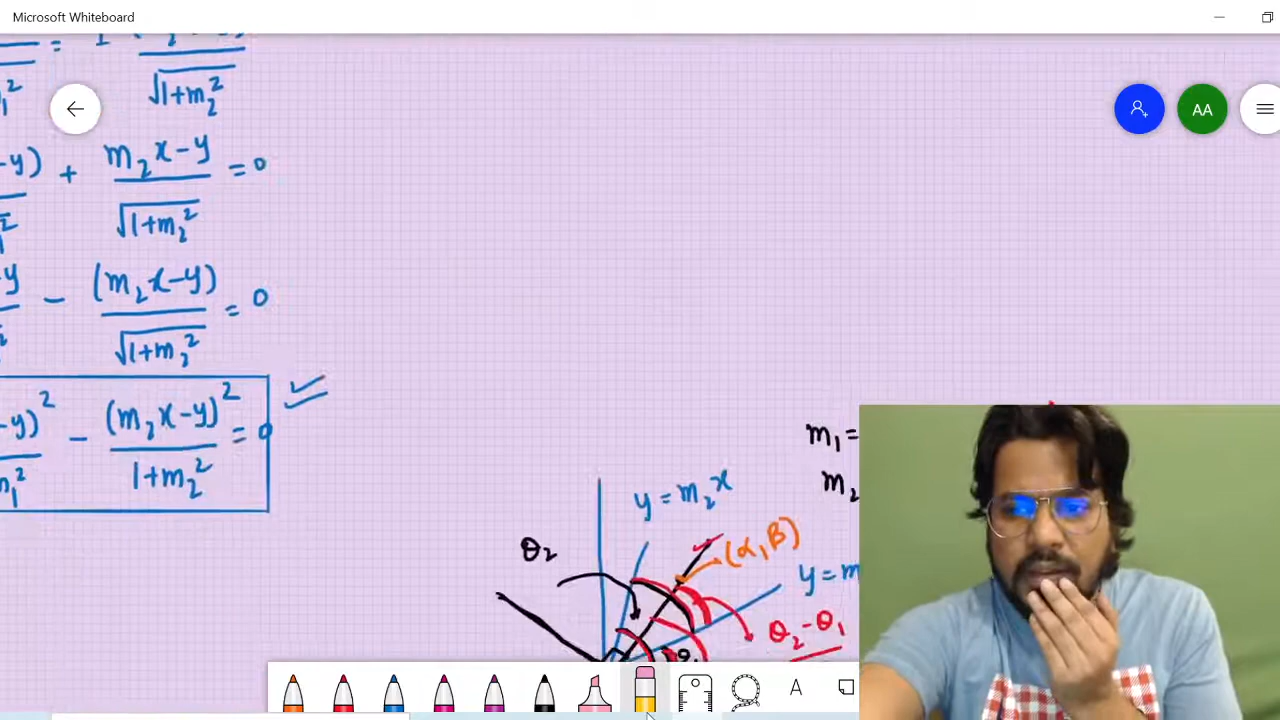 Microsoft Whiteboard
AA
√1+m₂²
-y) + m₂x-y = 0
√1+m₂²
-y - (m₂x-y) = 0
√1+m₂²
-y)² - (m₂x-y)² = 0
1+m₂²
m₁=
m₂
y = m₂x
θ₂
(α,β)
y = m
θ₂-θ₁
A